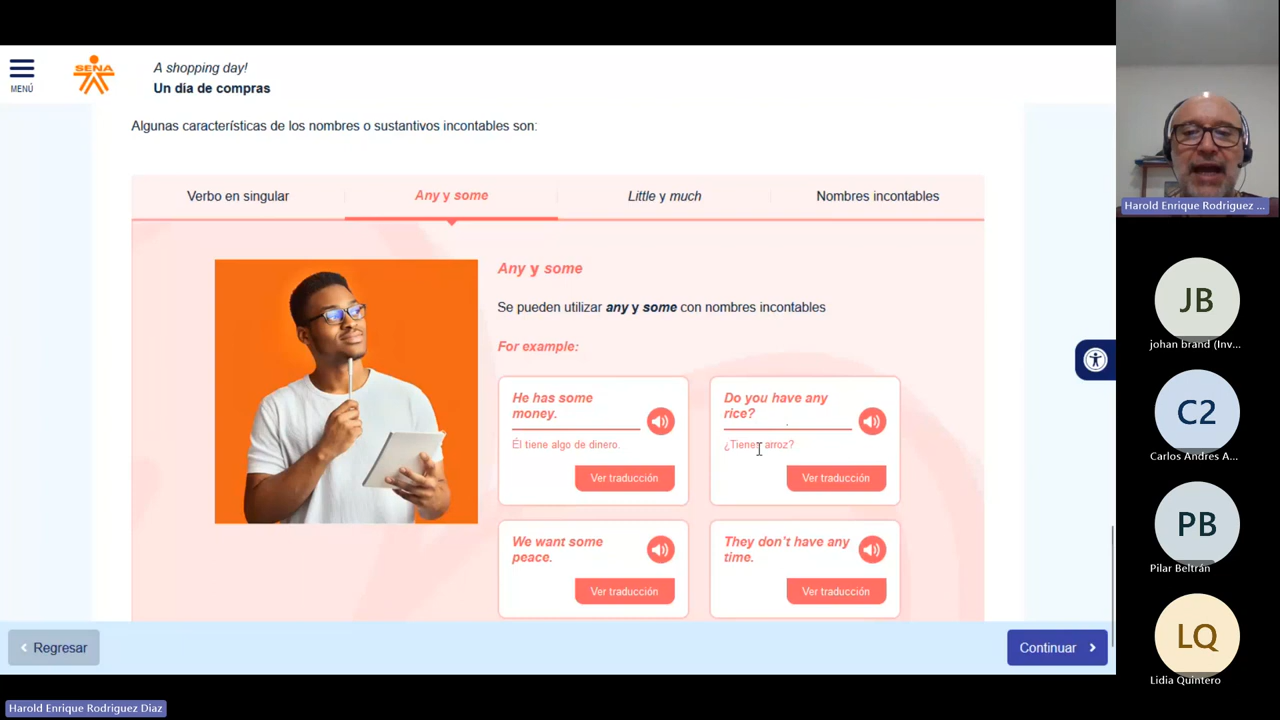 MENÚ
SENA
A shopping day!
Un día de compras
Algunas características de los nombres o sustantivos incontables son:
Verbo en singular
Any y some
Little y much
Nombres incontables
Any y some
Se pueden utilizar any y some con nombres incontables
For example:
He has some
money.
Él tiene algo de dinero.
Ver traducción
Do you have any
rice?
¿Tienes arroz?
Ver traducción
We want some
peace.
Ver traducción
They don't have any
time.
Ver traducción
Regresar
Continuar
Harold Enrique Rodriguez Diaz
Harold Enrique Rodriguez ...
JB
johan brand (Inv...
C2
Carlos Andres A...
PB
Pilar Beltrán
LQ
Lidia Quintero